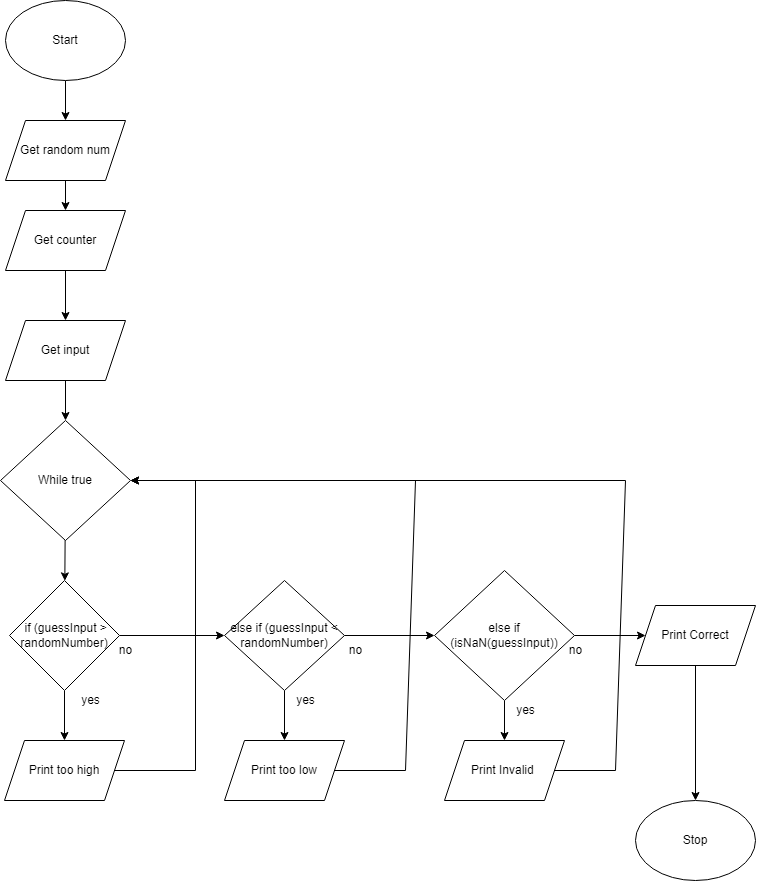 Start
Get random num
Get counter
Get input
While true
if (guessInput >
randomNumber)
no
else if (guessInput <
randomNumber)
no
else if
(isNaN(guessInput))
no
Print Correct
yes
yes
yes
Print too high
Print too low
Print Invalid
Stop